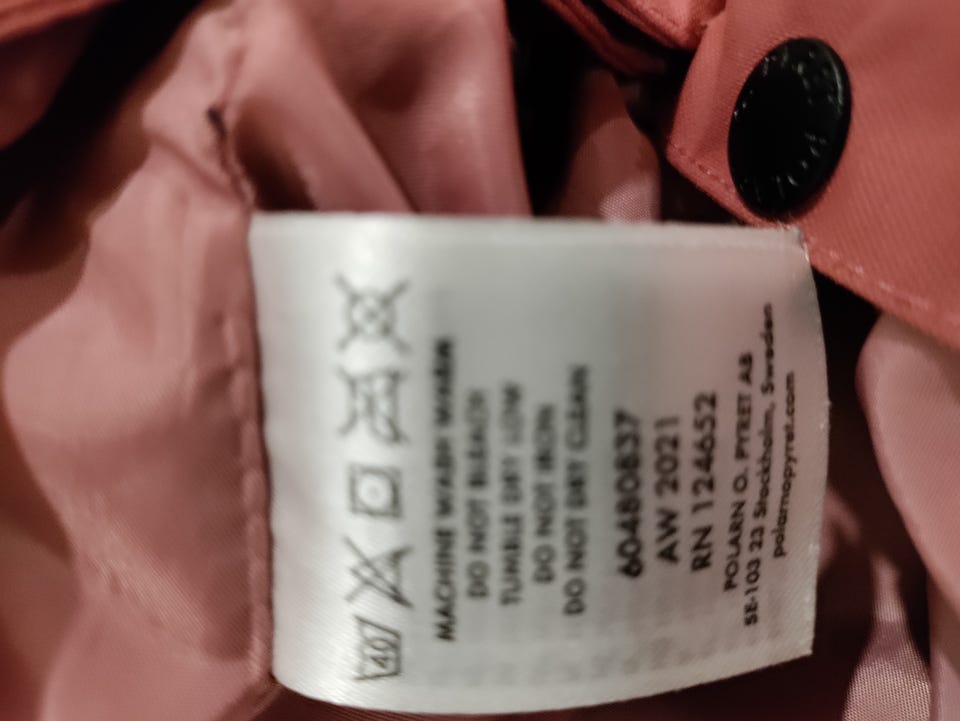 40
MACHINE WASH WARM
DO NOT BLEACH
TUMBLE DRY LOW
DO NOT IRON
DO NOT DRY CLEAN
60480837
AW 2021
RN 124652
POLARN O. PYRET AB
SE-103 23 Stockholm, Sweden
polarnopyret.com